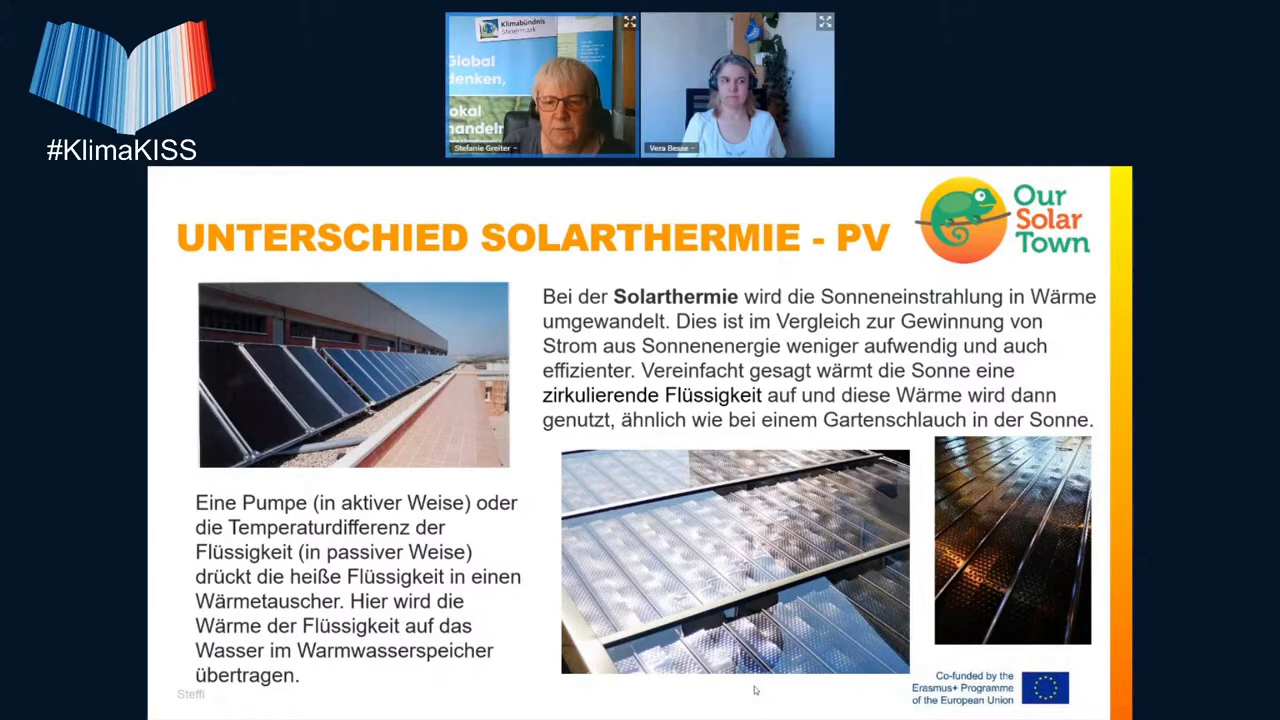 #KlimaKISS
Klimabündnis
Steiermark
Global
denken,
lokal
handeln
Stefanie Greiter
Vera Besse
UNTERSCHIED SOLARTHERMIE - PV
Our
Solar
Town
Bei der Solarthermie wird die Sonneneinstrahlung in Wärme
umgewandelt. Dies ist im Vergleich zur Gewinnung von
Strom aus Sonnenenergie weniger aufwendig und auch
effizienter. Vereinfacht gesagt wärmt die Sonne eine
zirkulierende Flüssigkeit auf und diese Wärme wird dann
genutzt, ähnlich wie bei einem Gartenschlauch in der Sonne.
Eine Pumpe (in aktiver Weise) oder
die Temperaturdifferenz der
Flüssigkeit (in passiver Weise)
drückt die heiße Flüssigkeit in einen
Wärmetauscher. Hier wird die
Wärme der Flüssigkeit auf das
Wasser im Warmwasserspeicher
übertragen.
Steffi
Co-funded by the
Erasmus+ Programme
of the European Union